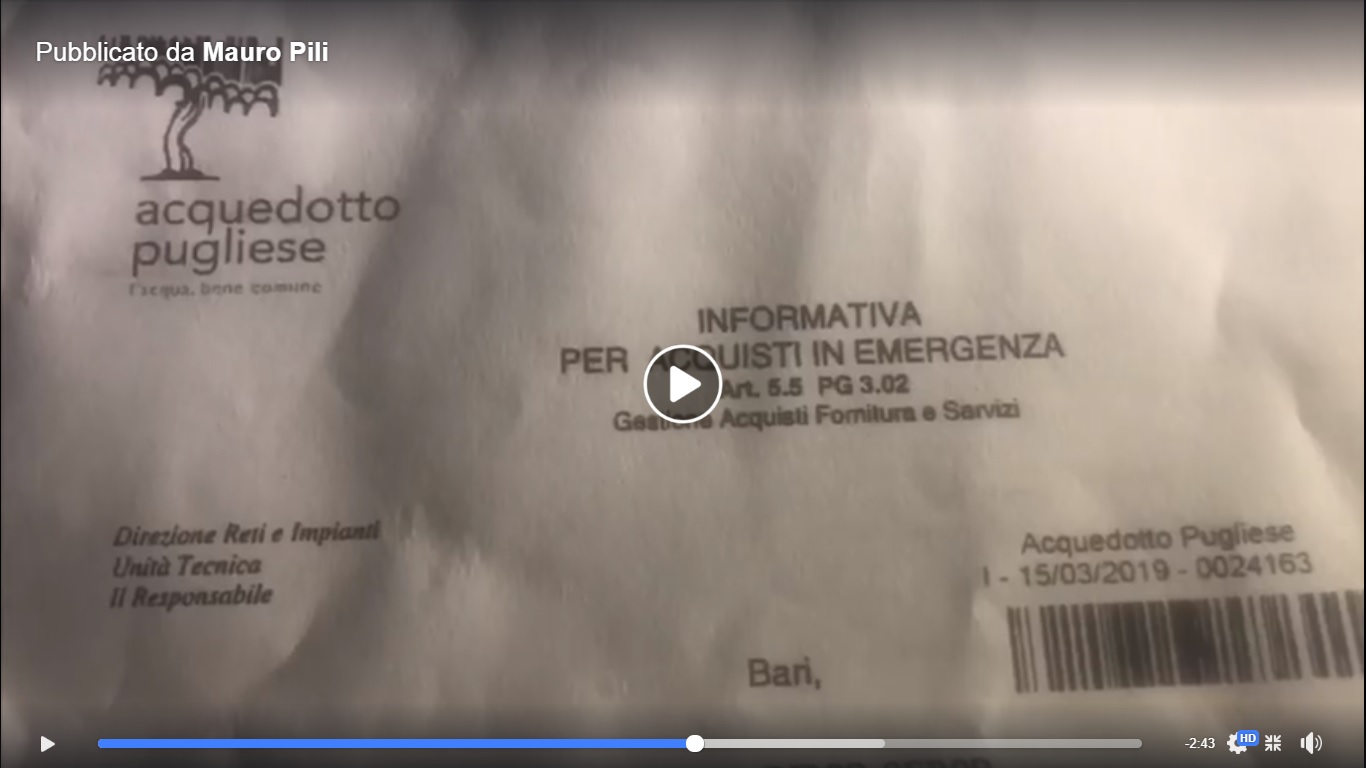 Pubblicato da Mauro Pili
acquedotto
pugliese
l'acqua, bene comune
INFORMATIVA
PER ACQUISTI IN EMERGENZA
Art. 5.5 PG 3.02
Gestione Acquisti Fornitura e Servizi
Direzione Reti e Impianti
Unità Tecnica
Il Responsabile
Acquedotto Pugliese
I - 15/03/2019 - 0024163
Bari,
-2:43
HD